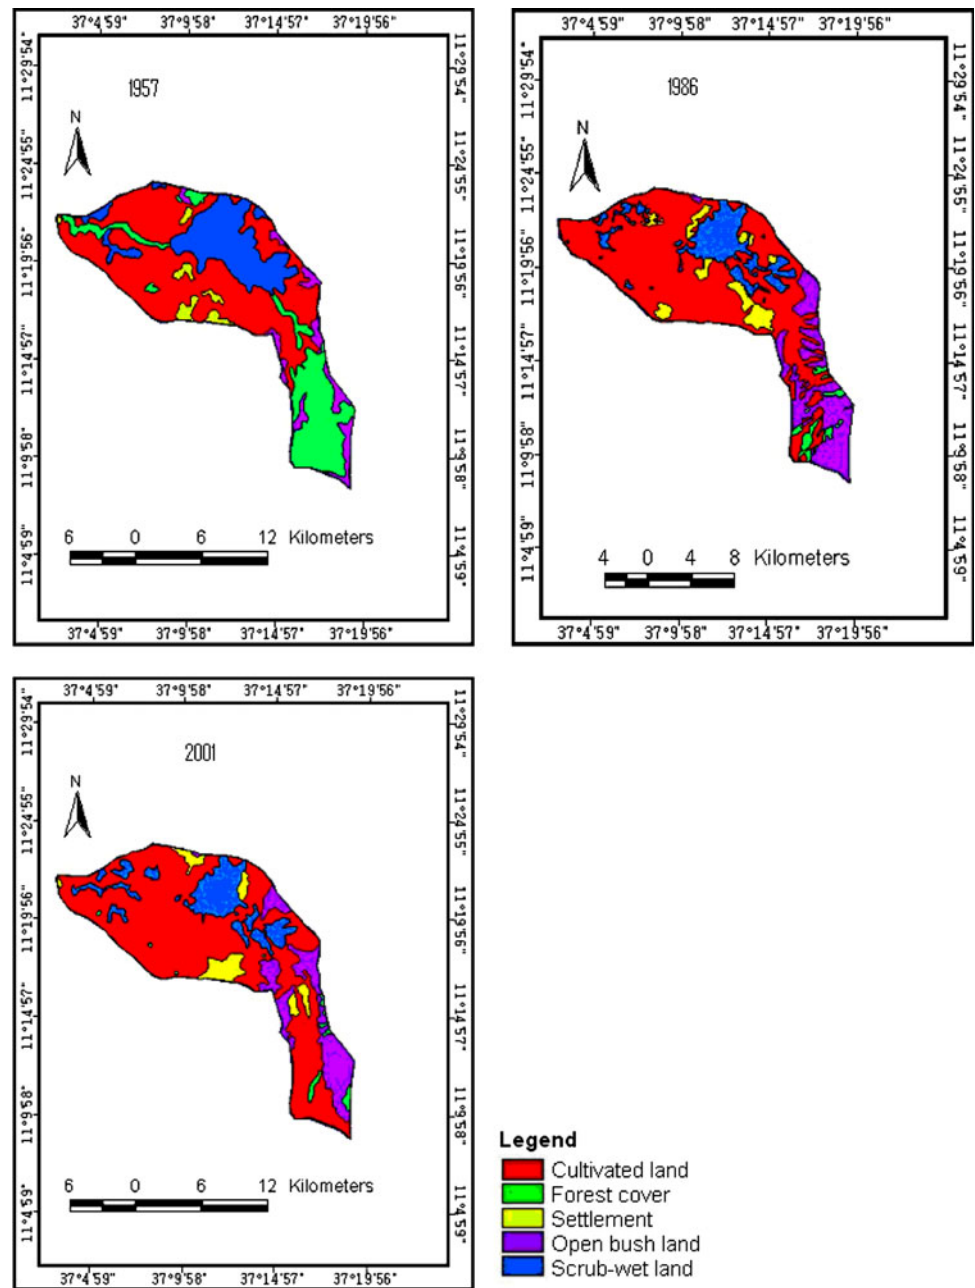 37°4'59" 37°9'58" 37°14'57" 37°19'56"
11°29'54" 11°24'55" 11°19'56" 11°14'57" 11°9'58" 11°4'59"
1957
N
6 0 6 12 Kilometers
11°29'54" 11°24'55" 11°19'56" 11°14'57" 11°9'58" 11°4'59"
37°4'59" 37°9'58" 37°14'57" 37°19'56"
37°4'59" 37°9'58" 37°14'57" 37°19'56"
11°29'54" 11°24'55" 11°19'56" 11°14'57" 11°9'58" 11°4'59"
1986
N
4 0 4 8 Kilometers
11°29'54" 11°24'55" 11°19'56" 11°14'57" 11°9'58" 11°4'59"
37°4'59" 37°9'58" 37°14'57" 37°19'56"
37°4'59" 37°9'58" 37°14'57" 37°19'56"
11°29'54" 11°24'55" 11°19'56" 11°14'57" 11°9'58" 11°4'59"
2001
N
6 0 6 12 Kilometers
11°29'54" 11°24'55" 11°19'56" 11°14'57" 11°9'58" 11°4'59"
37°4'59" 37°9'58" 37°14'57" 37°19'56"
Legend
Cultivated land
Forest cover
Settlement
Open bush land
Scrub-wet land